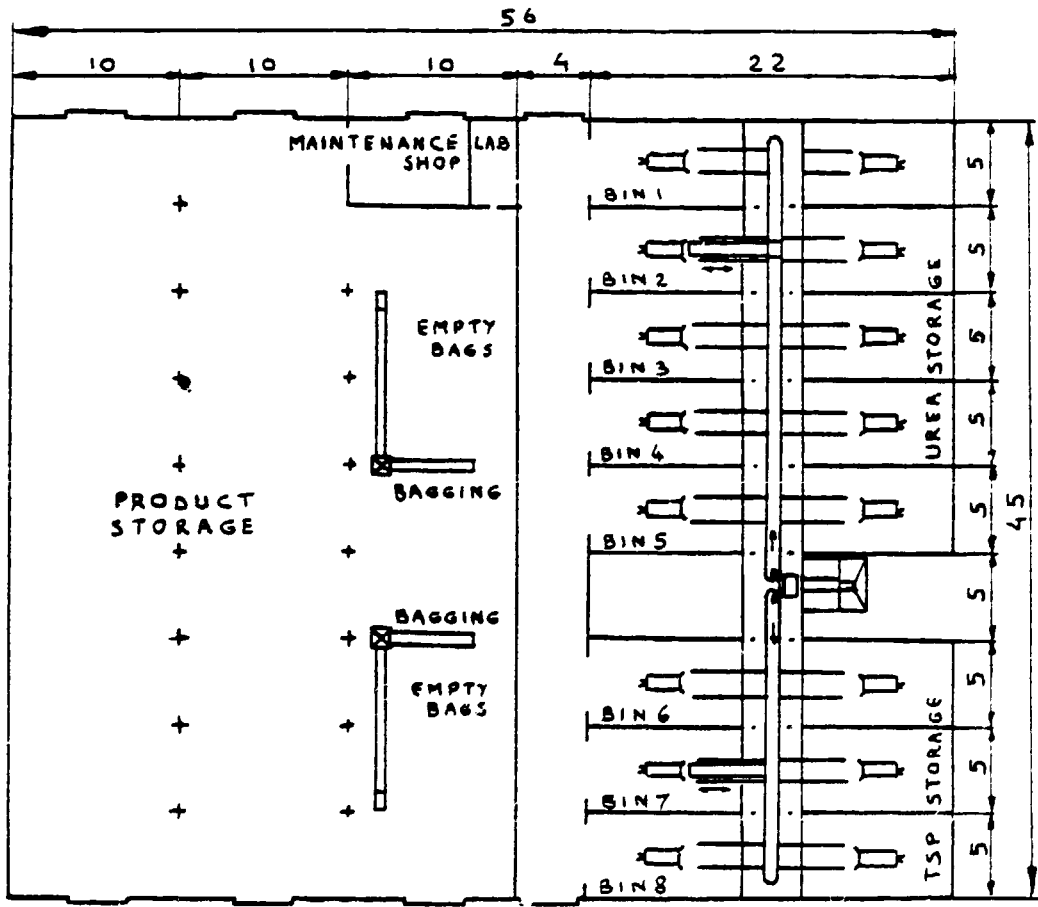 56
10
10
10
4
22
MAINTENANCE
SHOP
LAB
5
BIN 1
5
BIN 2
EMPTY
BAGS
UREA STORAGE
5
BIN 3
5
BIN 4
BAGGING
PRODUCT
STORAGE
5
45
BIN 5
5
BAGGING
EMPTY
BAGS
5
BIN 6
TSP STORAGE
5
BIN 7
5
BIN 8